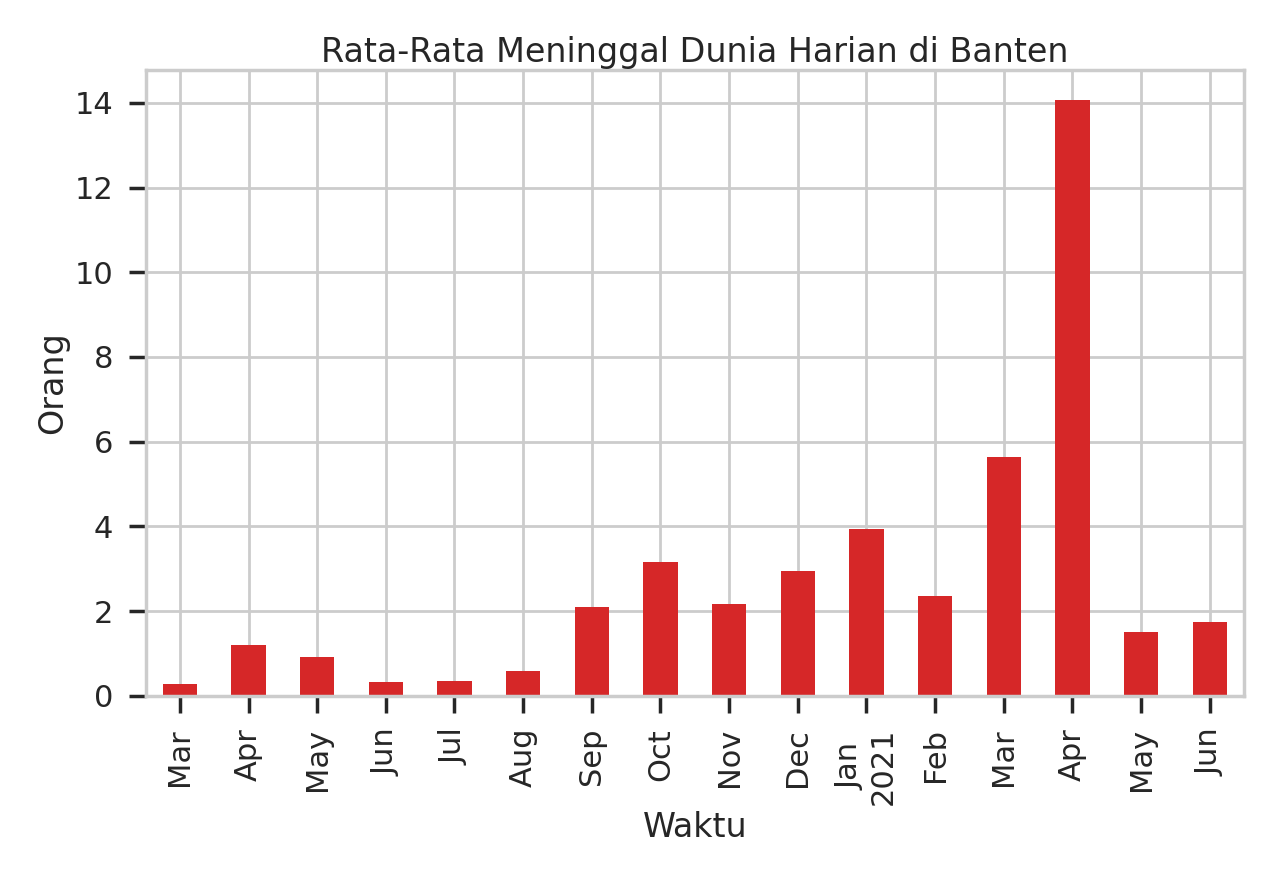 Rata-Rata Meninggal Dunia Harian di Banten
14
12
10
8
6
4
2
0
Orang
Mar
Apr
May
Jun
Jul
Aug
Sep
Oct
Nov
Dec
Jan
2021
Feb
Mar
Apr
May
Jun
Waktu